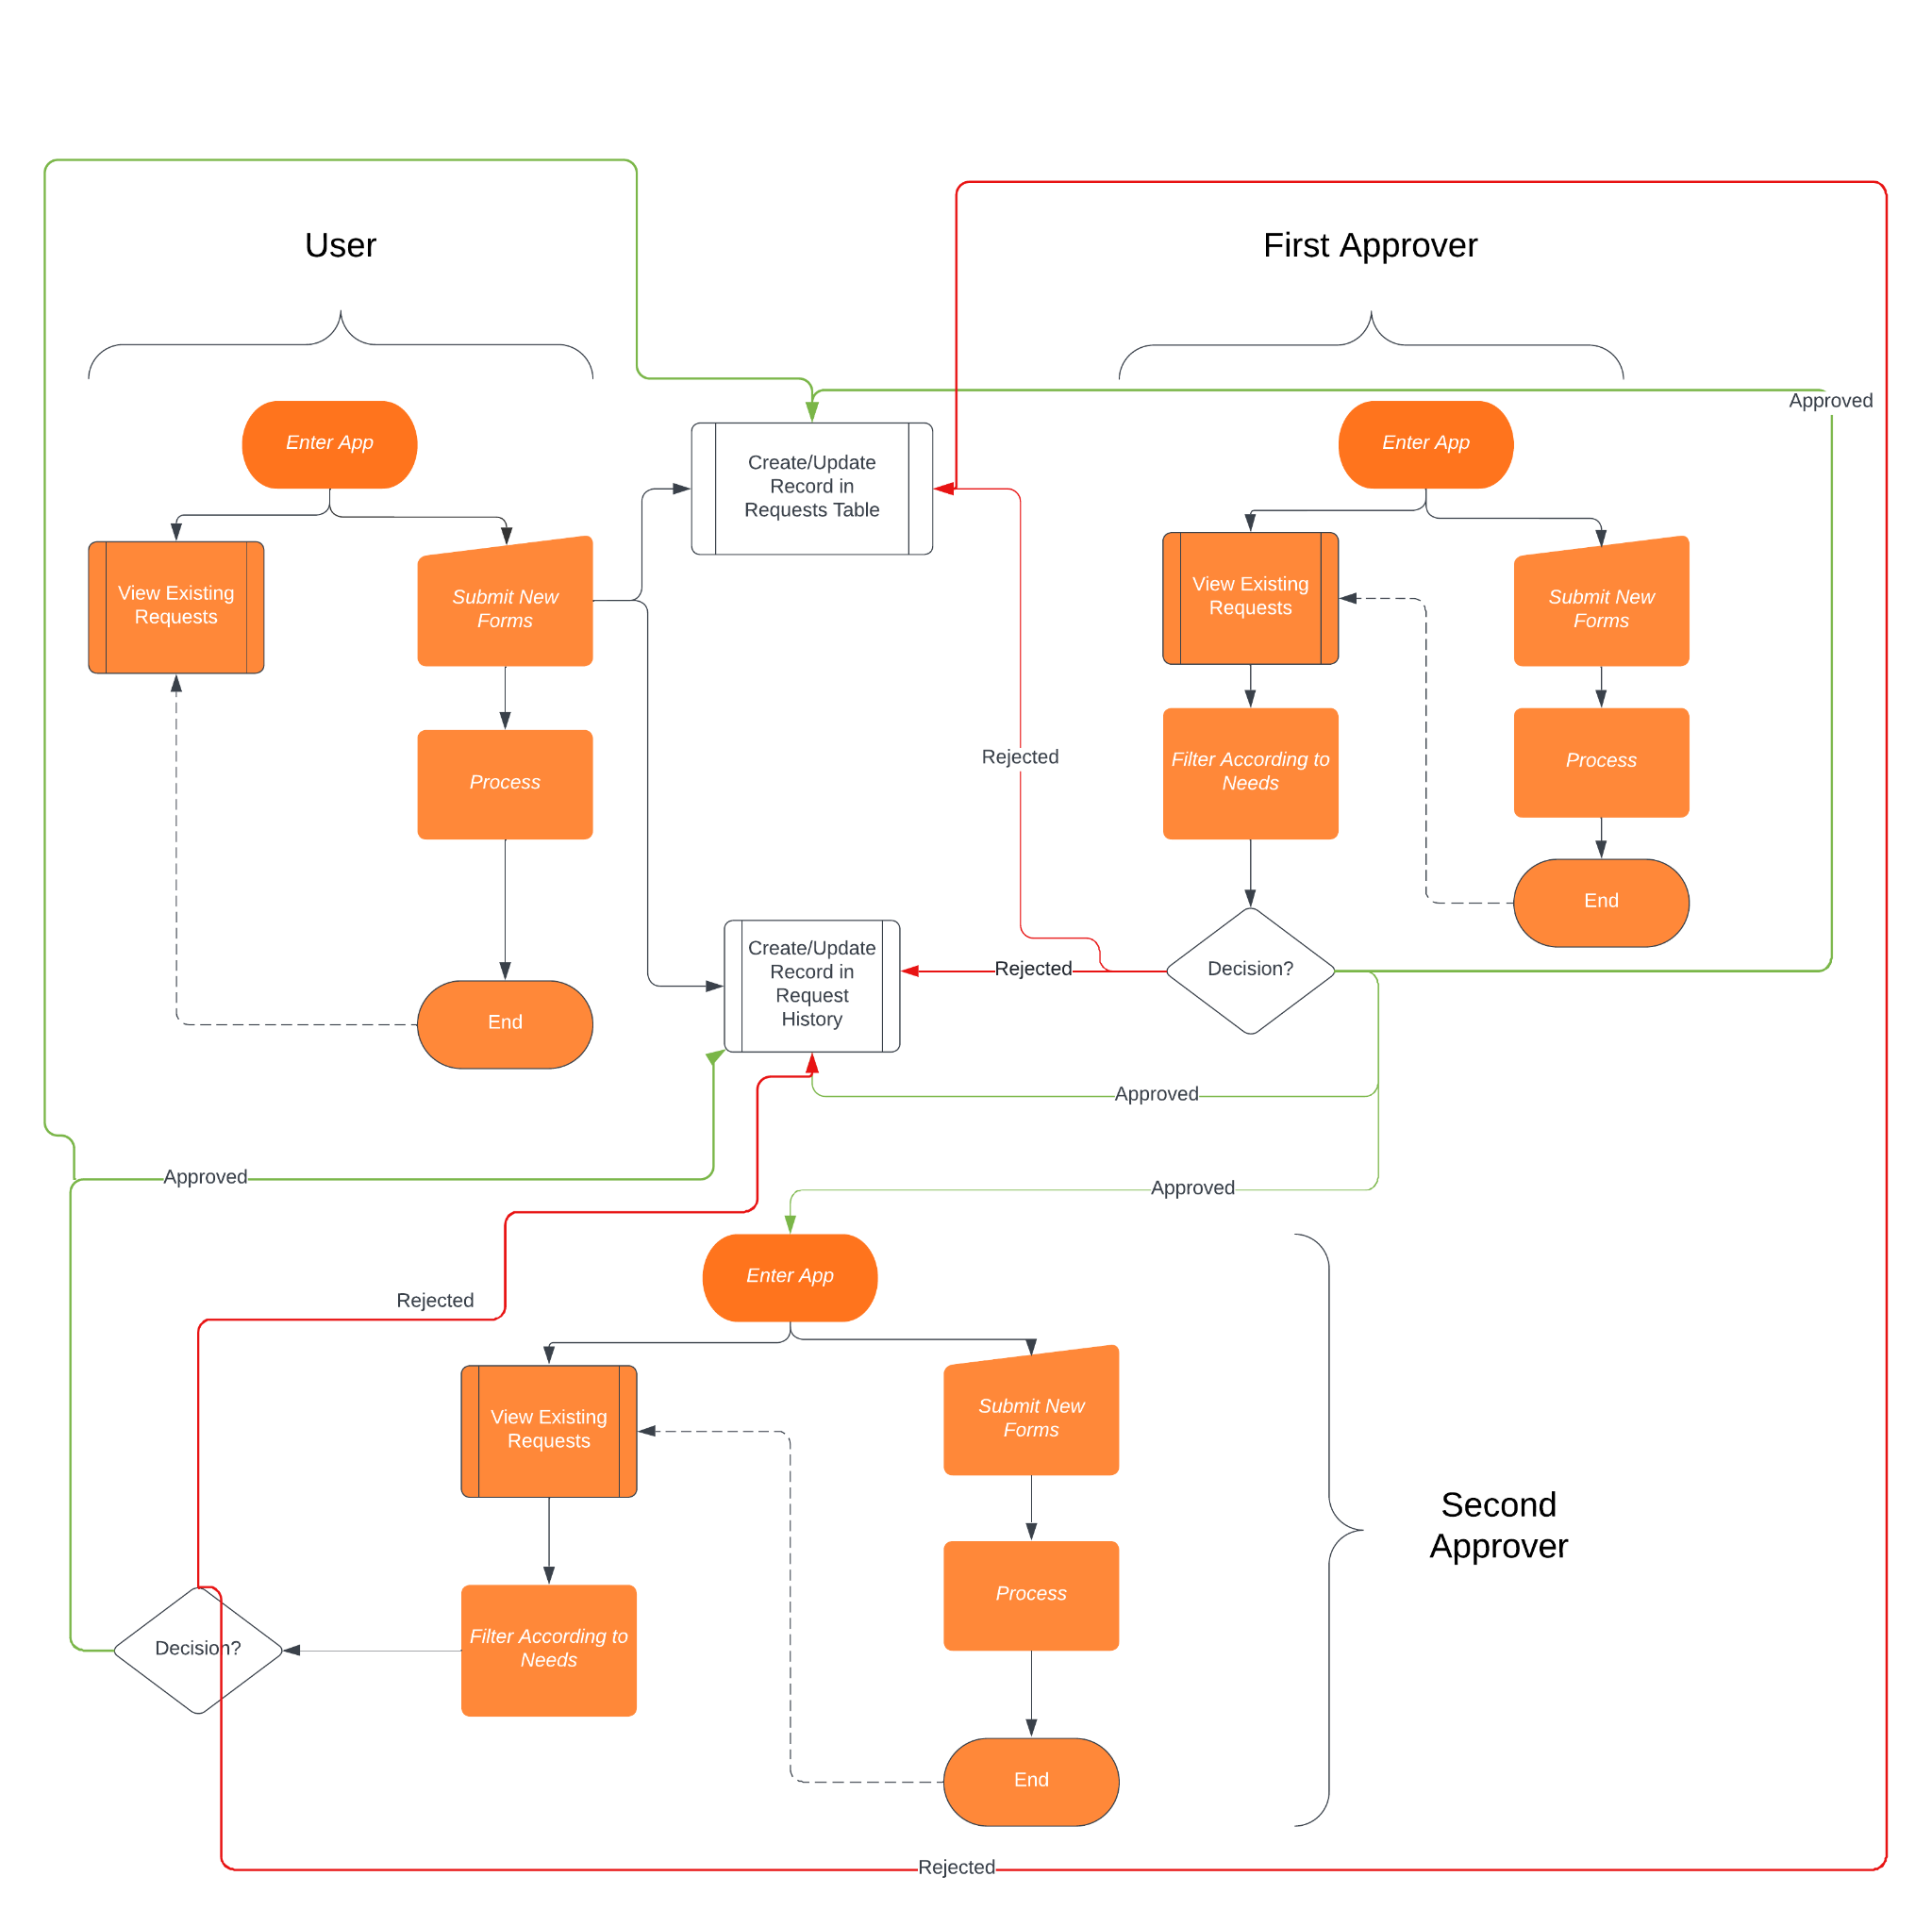 User
First Approver
Approved
Enter App
Enter App
Create/Update
Record in
Requests Table
View Existing
Requests
Submit New
Forms
View Existing
Requests
Submit New
Forms
Process
Rejected
Filter According to
Needs
Process
End
Create/Update
Record in
Request
History
Rejected
Decision?
End
Approved
Approved
Approved
Enter App
Rejected
View Existing
Requests
Submit New
Forms
Second
Approver
Process
Decision?
Filter According to
Needs
End
Rejected